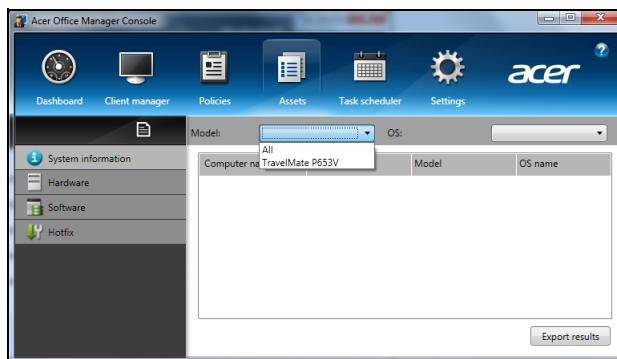 Acer Office Manager Console
?
acer
Dashboard Client manager Policies Assets Task scheduler Settings
Model: OS:
All
TravelMate P653V
System information
Hardware
Software
Hotfix
Computer na Model OS name
Export results